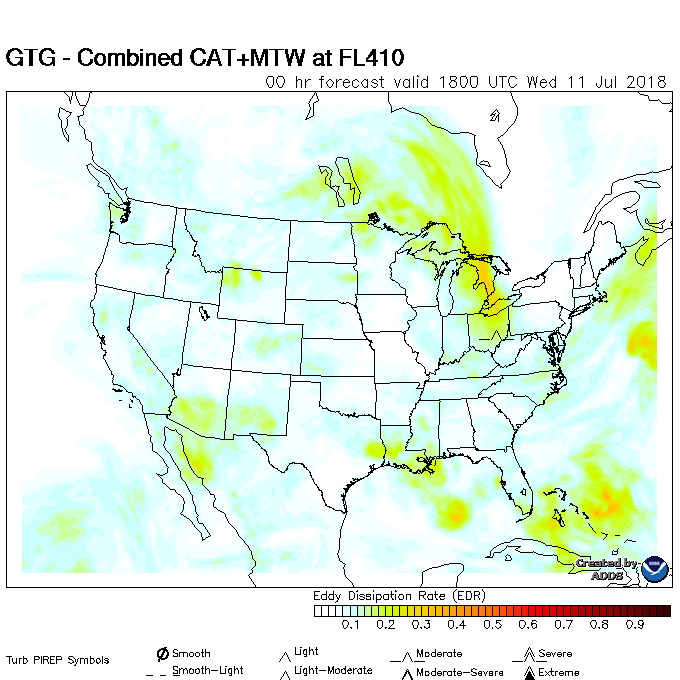 GTG - Combined CAT+MTW at FL410
00 hr forecast valid 1800 UTC Wed 11 Jul 2018
Created by
ADDS
Eddy Dissipation Rate (EDR)
0.1 0.2 0.3 0.4 0.5 0.6 0.7 0.8 0.9
Turb PIREP Symbols
Smooth Light Moderate Severe
Smooth-Light Light-Moderate Moderate-Severe Extreme